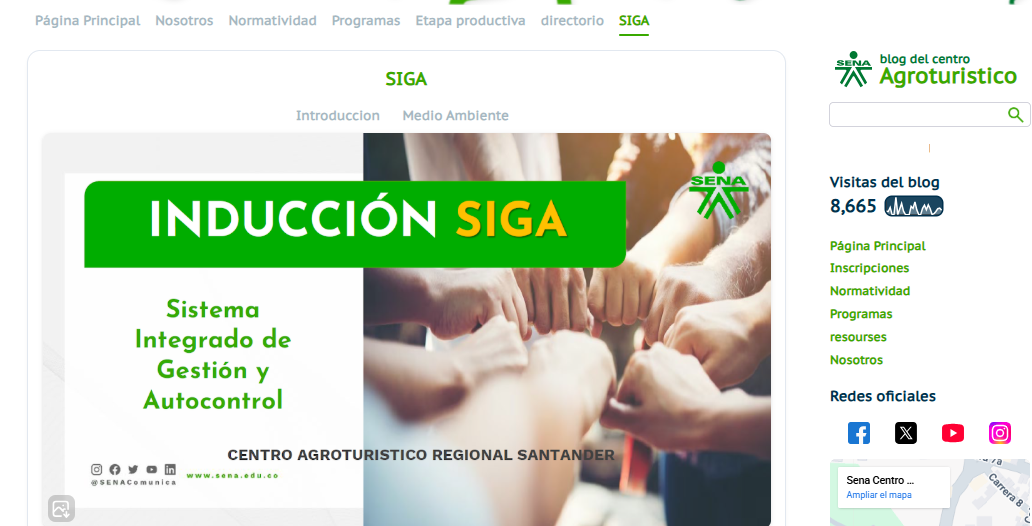 Página Principal Nosotros Normatividad Programas Etapa productiva directorio SIGA
SIGA
Introduccion Medio Ambiente
INDUCCIÓN SIGA
SENA
Sistema
Integrado de
Gestión y
Autocontrol
CENTRO AGROTURISTICO REGIONAL SANTANDER
@SENAComunica
www.sena.edu.co
SENA
blog del centro
Agroturistico
Visitas del blog
8,665
Página Principal
Inscripciones
Normatividad
Programas
resourses
Nosotros
Redes oficiales
Sena Centro ...
Ampliar el mapa
Carrera 8